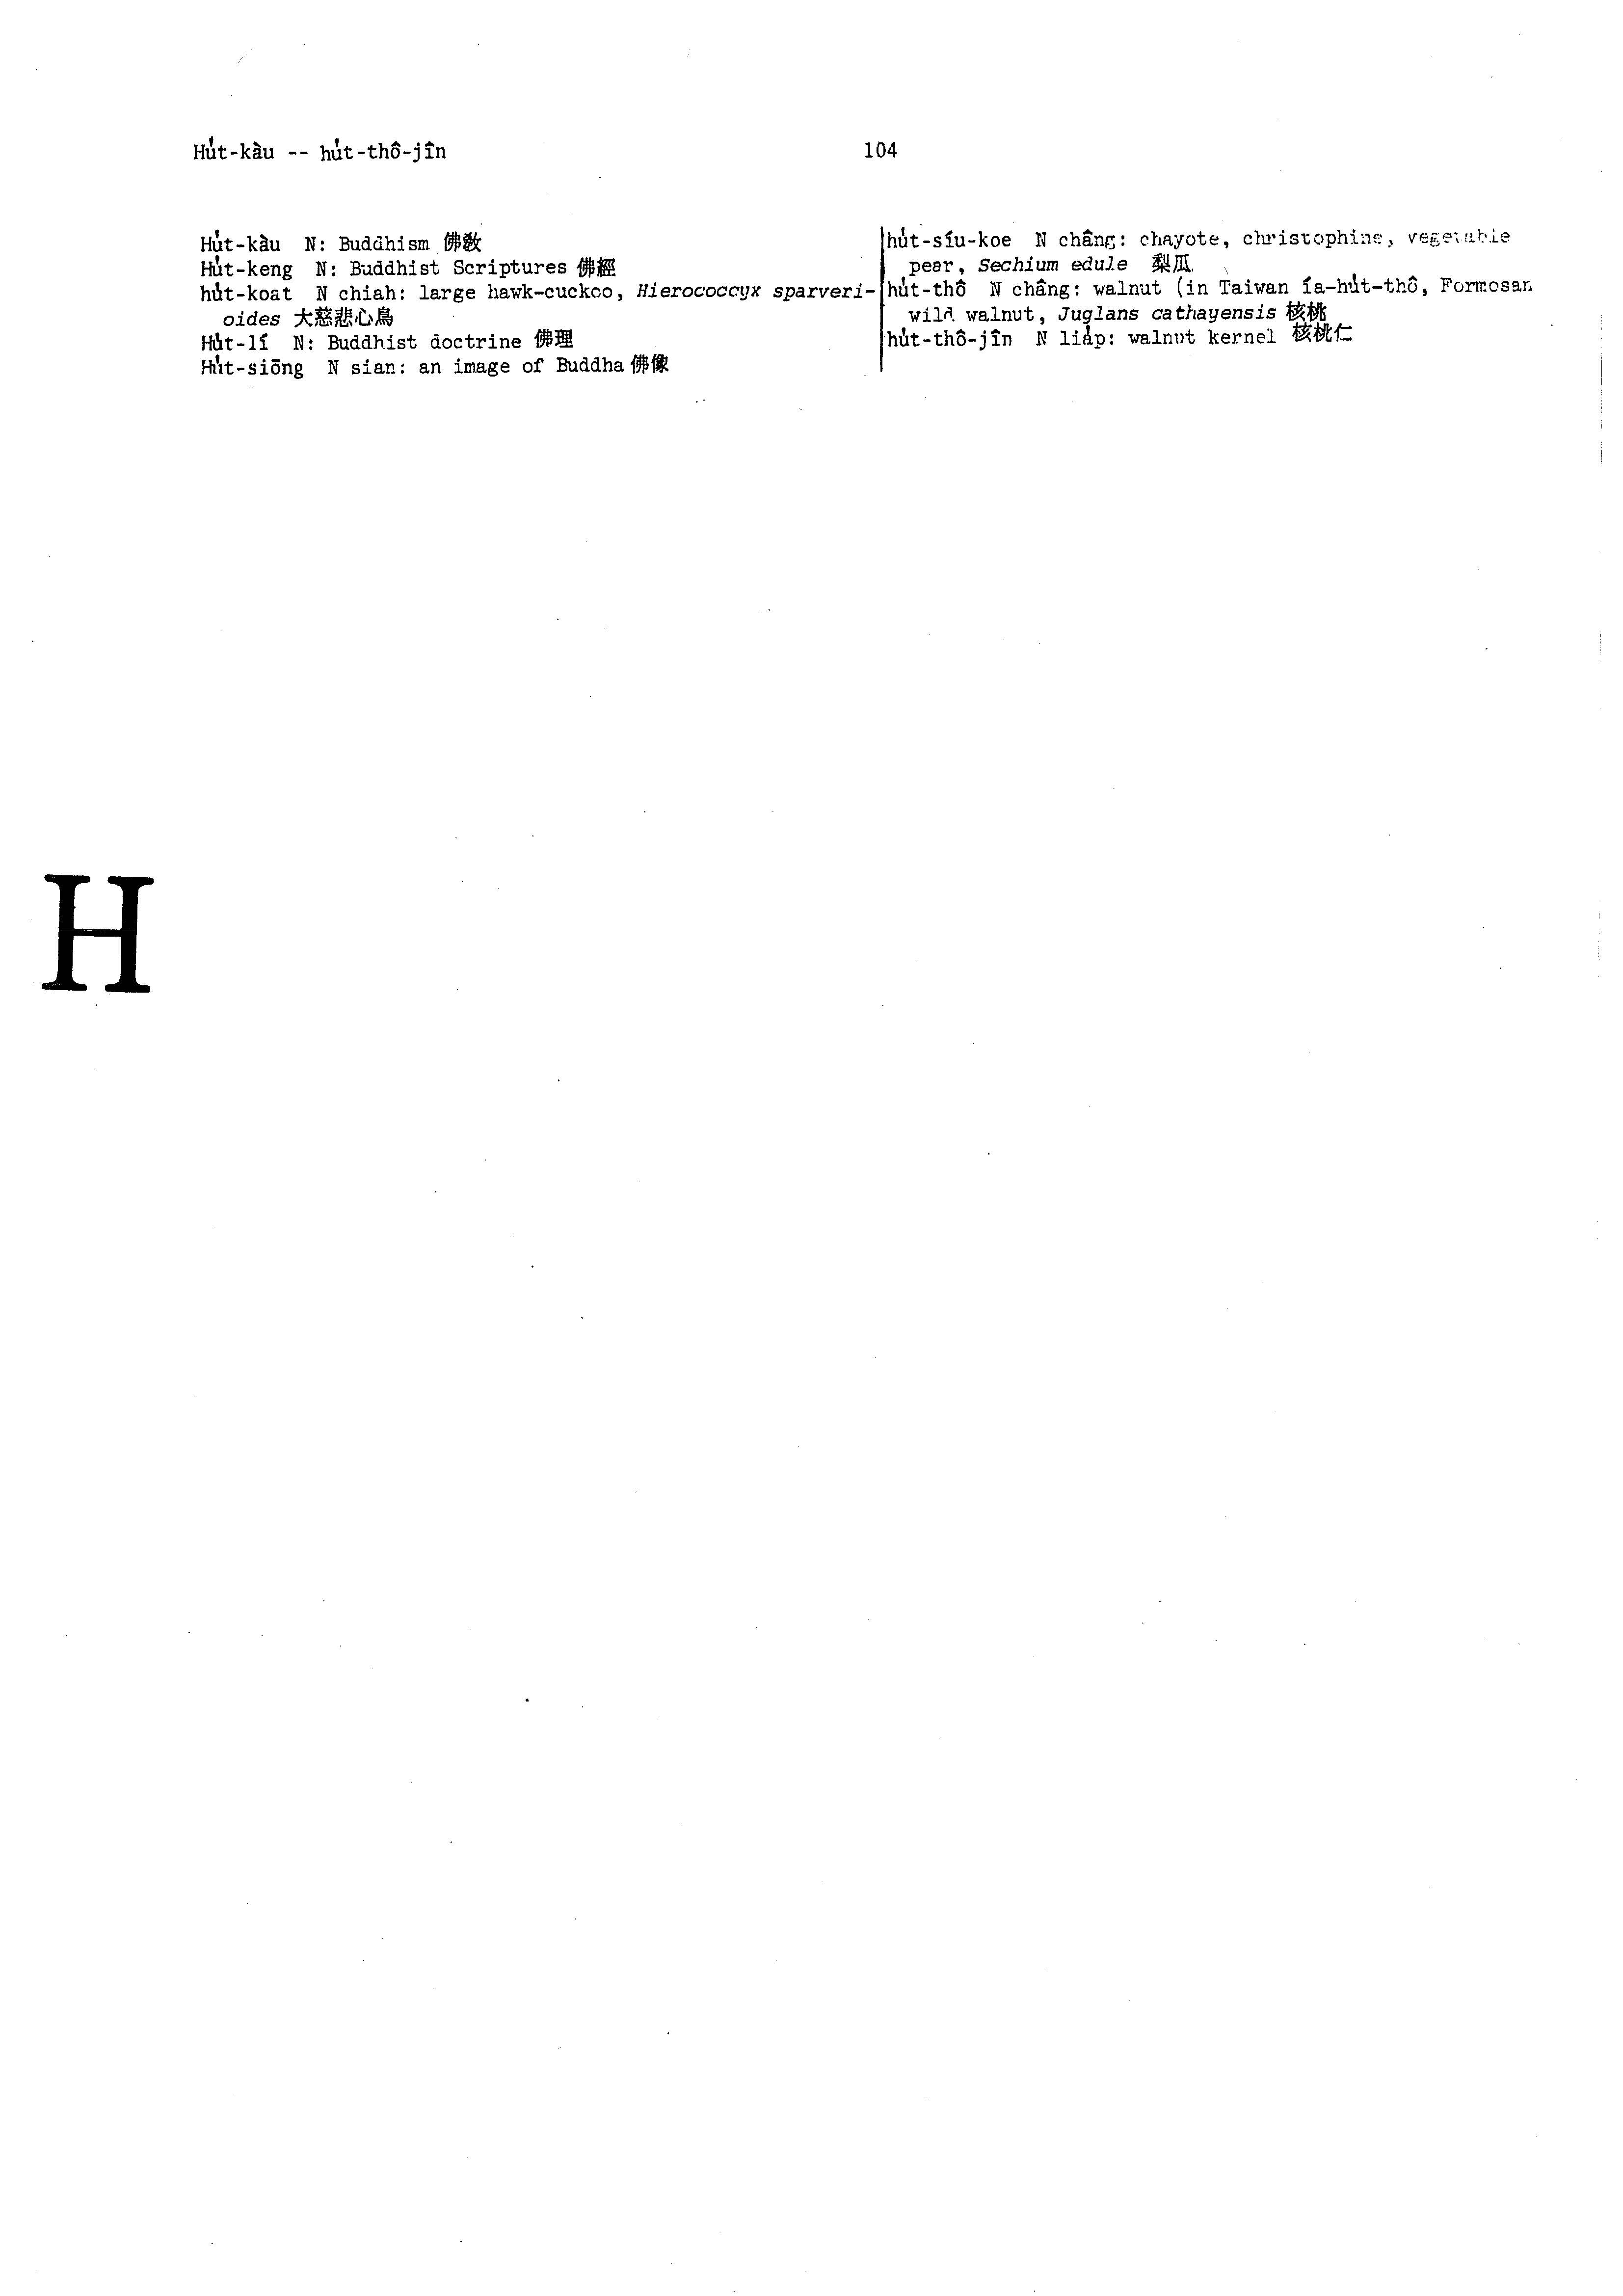 Hu̍t-kàu -- hu̍t-thô-jîn
104
Hu̍t-kàu N: Buddhism 佛教
Hu̍t-keng N: Buddhist Scriptures 佛經
hu̍t-koat N chiah: large hawk-cuckoo, Hierococcyx sparveri-
oides 大慈悲心鳥
Hu̍t-lí N: Buddhist doctrine 佛理
Hu̍t-siōng N sian: an image of Buddha 佛像
hu̍t-síu-koe N châng: chayote, christophine, vegetable
pear, Sechium edule 梨瓜
hu̍t-thô N châng: walnut (in Taiwan ía-hu̍t-thô, Formosan
wild walnut, Juglans cathayensis 核桃
hu̍t-thô-jîn N lia̍p: walnut kernel 核桃仁
H